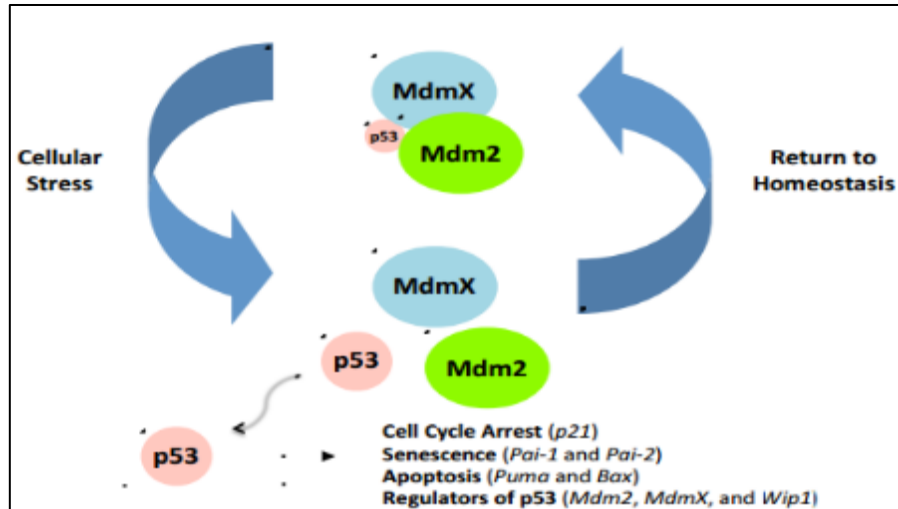 MdmX
p53
Mdm2
Cellular
Stress
Return to
Homeostasis
MdmX
p53
Mdm2
p53
Cell Cycle Arrest (p21)
Senescence (Pai-1 and Pai-2)
Apoptosis (Puma and Bax)
Regulators of p53 (Mdm2, MdmX, and Wip1)